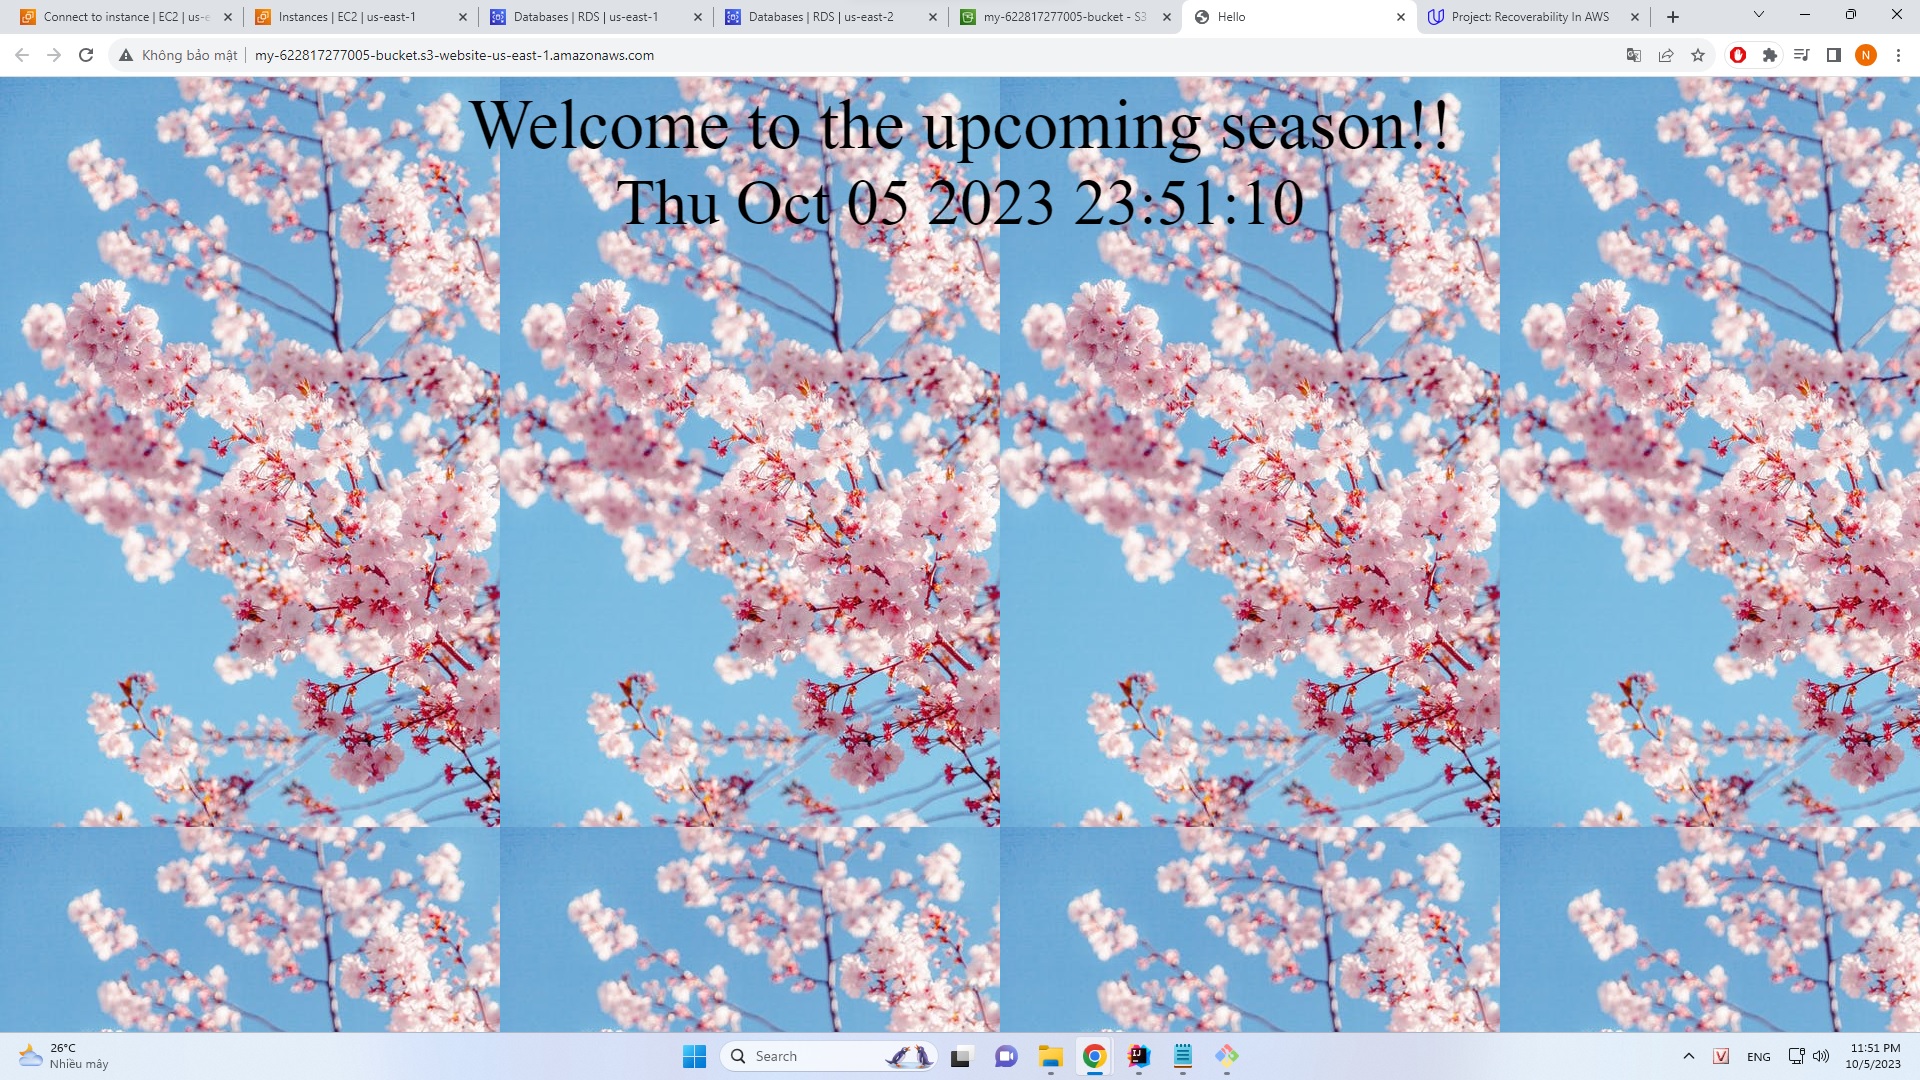 Connect to instance | EC2 | us-e
Instances | EC2 | us-east-1
Databases | RDS | us-east-1
Databases | RDS | us-east-2
my-622817277005-bucket - S3
Hello
Project: Recoverability In AWS
Không bảo mật
my-622817277005-bucket.s3-website-us-east-1.amazonaws.com
N
Welcome to the upcoming season!!
Thu Oct 05 2023 23:51:10
26°C
Nhiều mây
Search
V
ENG
11:51 PM
10/5/2023